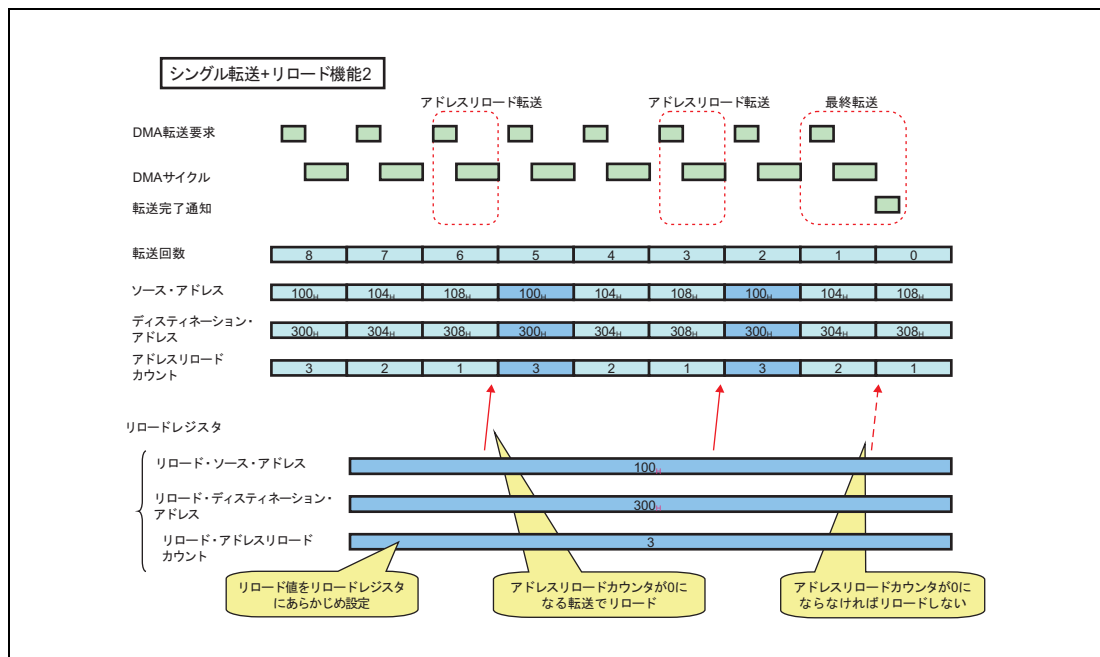 シングル転送+リロード機能2
アドレスリロード転送
アドレスリロード転送
最終転送
DMA転送要求
DMAサイクル
転送完了通知
転送回数
8 7 6 5 4 3 2 1 0
ソース・アドレス
100H 104H 108H 100H 104H 108H 100H 104H 108H
ディスティネーション・
アドレス
300H 304H 308H 300H 304H 308H 300H 304H 308H
アドレスリロード
カウント
3 2 1 3 2 1 3 2 1
リロードレジスタ
リロード・ソース・アドレス
100H
リロード・ディスティネーション・
アドレス
300H
リロード・アドレスリロード
カウント
3
リロード値をリロードレジスタ
にあらかじめ設定
アドレスリロードカウンタが0に
なる転送でリロード
アドレスリロードカウンタが0に
ならなければリロードしない